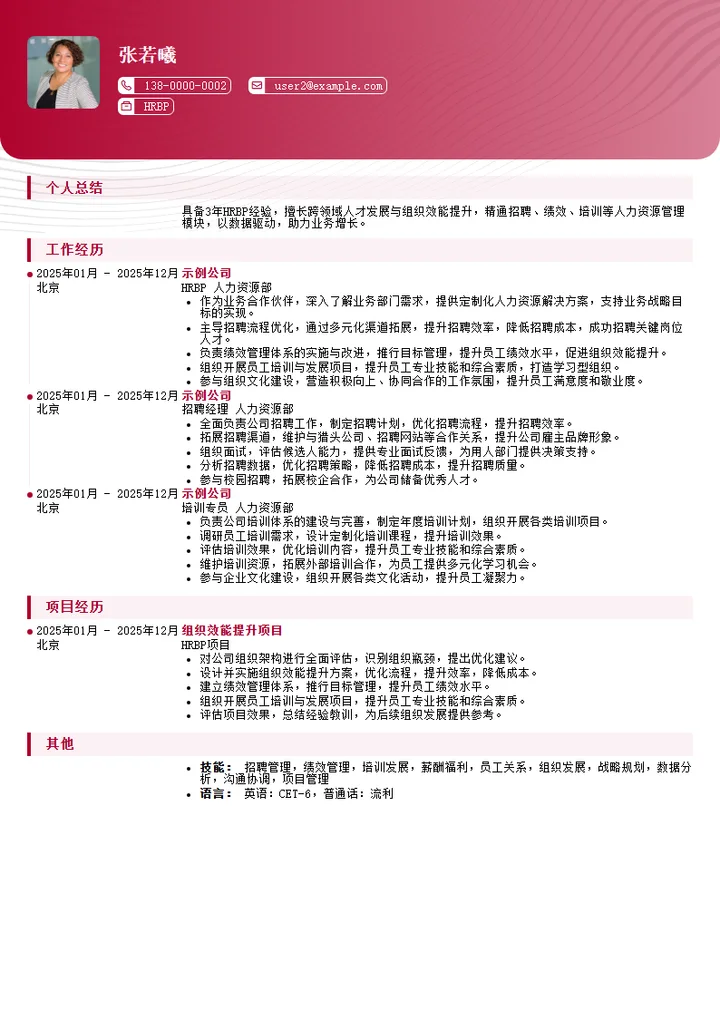 张若曦
138-0000-0002
user2@example.com
HRBP
个人总结
具备3年HRBP经验，擅长跨领域人才发展与组织效能提升，精通招聘、绩效、培训等人力资源管理
模块，以数据驱动，助力业务增长。
工作经历
2025年01月 - 2025年12月 示例公司
北京
HRBP 人力资源部
作为业务合作伙伴，深入了解业务部门需求，提供定制化人力资源解决方案，支持业务战略目
标的实现。
主导招聘流程优化，通过多元化渠道拓展，提升招聘效率，降低招聘成本，成功招聘关键岗位
人才。
负责绩效管理体系的实施与改进，推行目标管理，提升员工绩效水平，促进组织效能提升。
组织开展员工培训与发展项目，提升员工专业技能和综合素质，打造学习型组织。
参与组织文化建设，营造积极向上、协同合作的工作氛围，提升员工满意度和敬业度。
2025年01月 - 2025年12月 示例公司
北京
招聘经理 人力资源部
全面负责公司招聘工作，制定招聘计划，优化招聘流程，提升招聘效率。
拓展招聘渠道，维护与猎头公司、招聘网站等合作关系，提升公司雇主品牌形象。
组织面试，评估候选人能力，提供专业面试反馈，为用人部门提供决策支持。
分析招聘数据，优化招聘策略，降低招聘成本，提升招聘质量。
参与校园招聘，拓展校企合作，为公司储备优秀人才。
2025年01月 - 2025年12月 示例公司
北京
培训专员 人力资源部
负责公司培训体系的建设与完善，制定年度培训计划，组织开展各类培训项目。
调研员工培训需求，设计定制化培训课程，提升培训效果。
评估培训效果，优化培训内容，提升员工专业技能和综合素质。
维护培训资源，拓展外部培训合作，为员工提供多元化学习机会。
参与企业文化建设，组织开展各类文化活动，提升员工凝聚力。
项目经历
2025年01月 - 2025年12月 组织效能提升项目
北京
HRBP项目
对公司组织架构进行全面评估，识别组织瓶颈，提出优化建议。
设计并实施组织效能提升方案，优化流程，提升效率，降低成本。
建立绩效管理体系，推行目标管理，提升员工绩效水平。
组织开展员工培训与发展项目，提升员工专业技能和综合素质。
评估项目效果，总结经验教训，为后续组织发展提供参考。
其他
技能： 招聘管理，绩效管理，培训发展，薪酬福利，员工关系，组织发展，战略规划，数据分
析，沟通协调，项目管理
语言： 英语：CET-6，普通话：流利